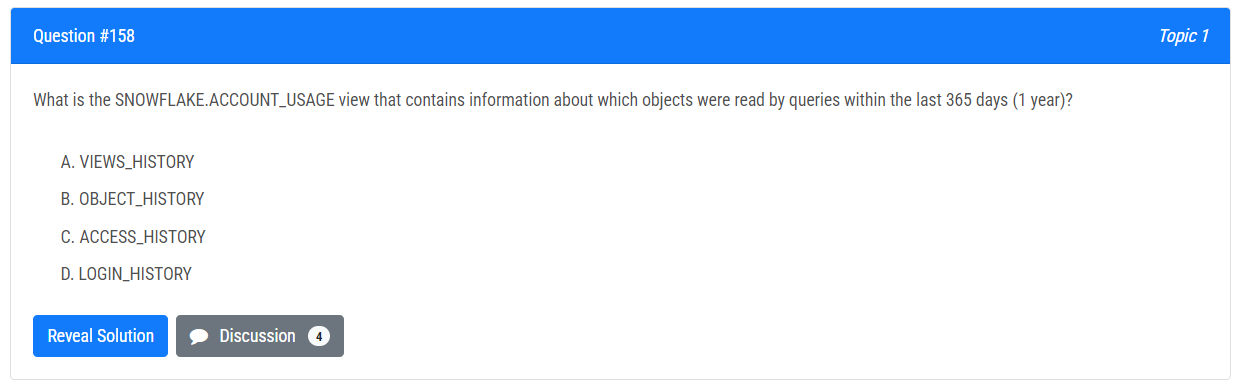 Question #158
Topic 1
What is the SNOWFLAKE.ACCOUNT_USAGE view that contains information about which objects were read by queries within the last 365 days (1 year)?
A. VIEWS_HISTORY
B. OBJECT_HISTORY
C. ACCESS_HISTORY
D. LOGIN_HISTORY
Reveal Solution
Discussion 4